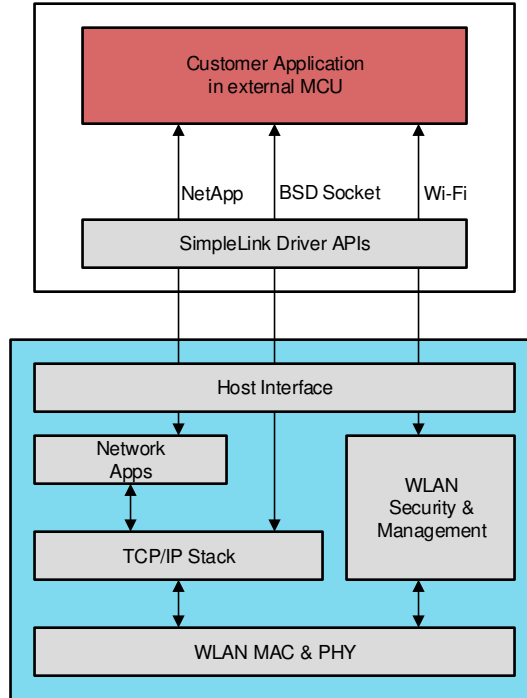 Customer Application
in external MCU
NetApp
BSD Socket
Wi-Fi
SimpleLink Driver APIs
Host Interface
Network
Apps
WLAN
Security &
Management
TCP/IP Stack
WLAN MAC & PHY